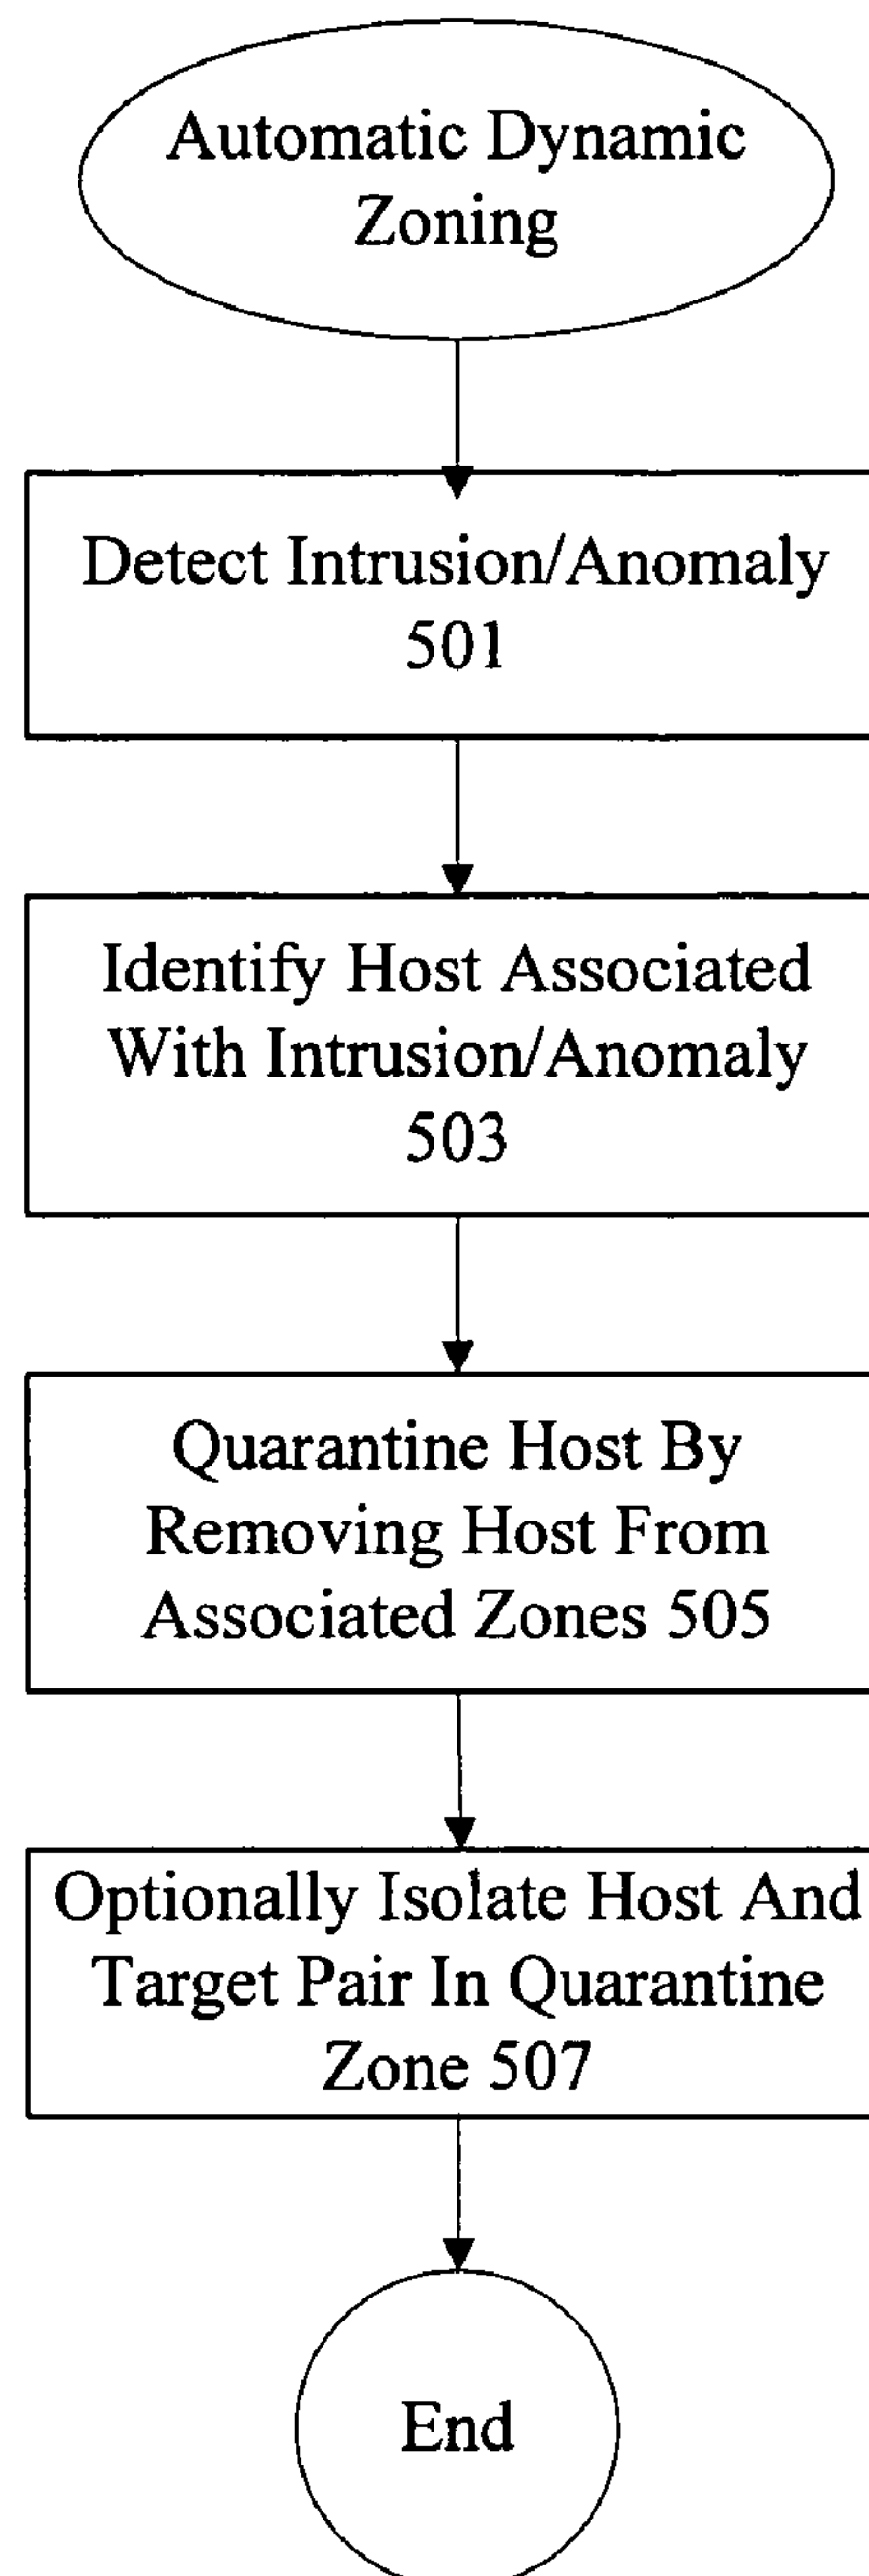 Automatic Dynamic
Zoning
Detect Intrusion/Anomaly
501
Identify Host Associated
With Intrusion/Anomaly
503
Quarantine Host By
Removing Host From
Associated Zones 505
Optionally Isolate Host And
Target Pair In Quarantine
Zone 507
End